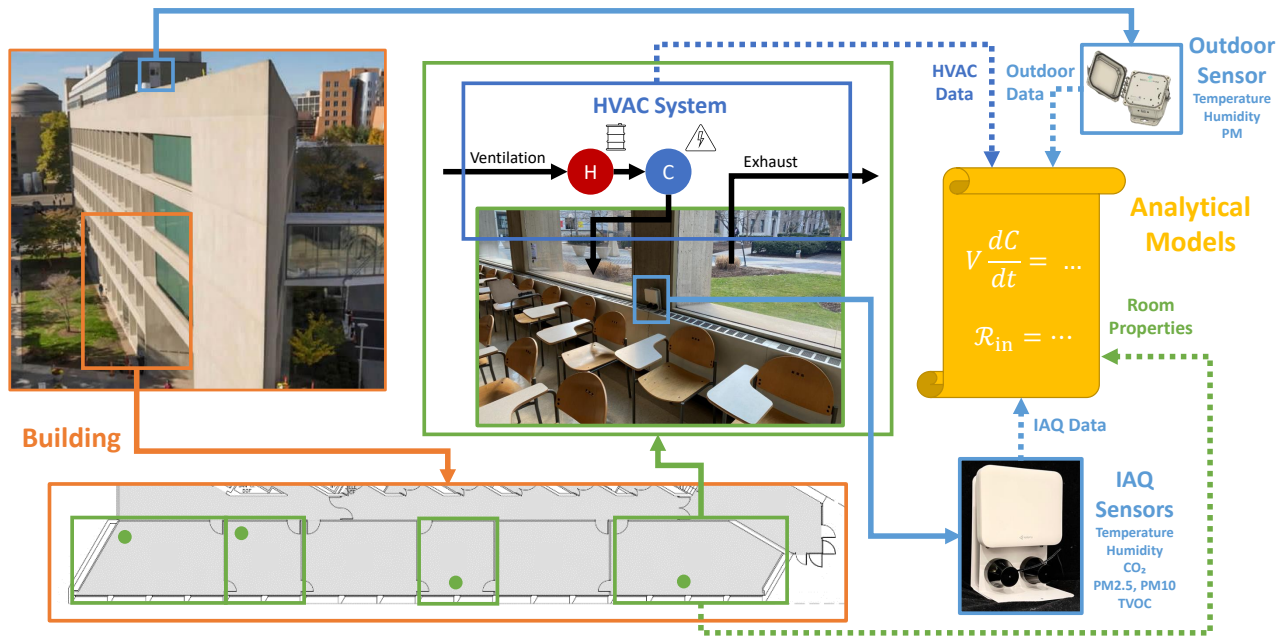 Outdoor
Sensor
Temperature
Humidity
PM
HVAC
Data
Outdoor
Data
HVAC System
Ventilation
H
C
Exhaust
Analytical
Models
V dC/dt = ...
ℛin = ⋯
Room
Properties
Building
IAQ Data
IAQ
Sensors
Temperature
Humidity
CO₂
PM2.5, PM10
TVOC